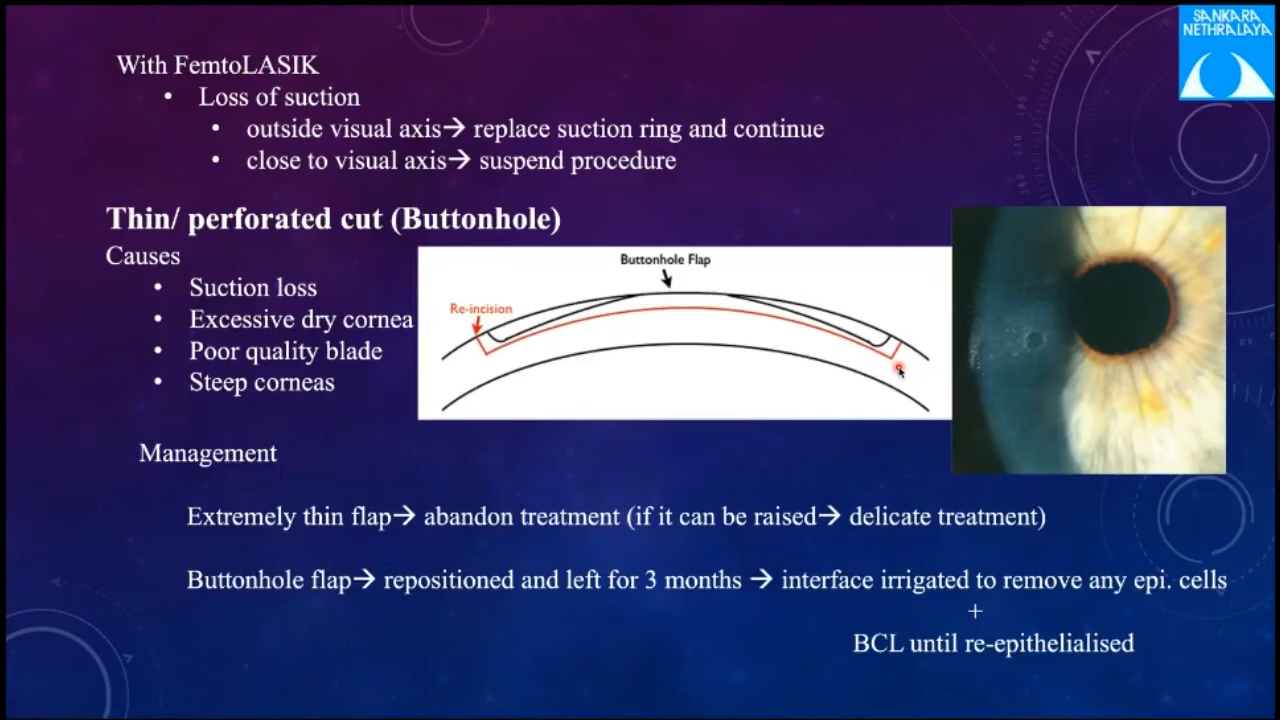 SANKARA
NETHRALAYA
With FemtoLASIK
• Loss of suction
• outside visual axis→ replace suction ring and continue
• close to visual axis→ suspend procedure
Thin/ perforated cut (Buttonhole)
Causes
• Suction loss
• Excessive dry cornea
• Poor quality blade
• Steep corneas
Buttonhole Flap
Re-incision
Management
Extremely thin flap→ abandon treatment (if it can be raised→ delicate treatment)
Buttonhole flap→ repositioned and left for 3 months → interface irrigated to remove any epi. cells
+
BCL until re-epithelialised